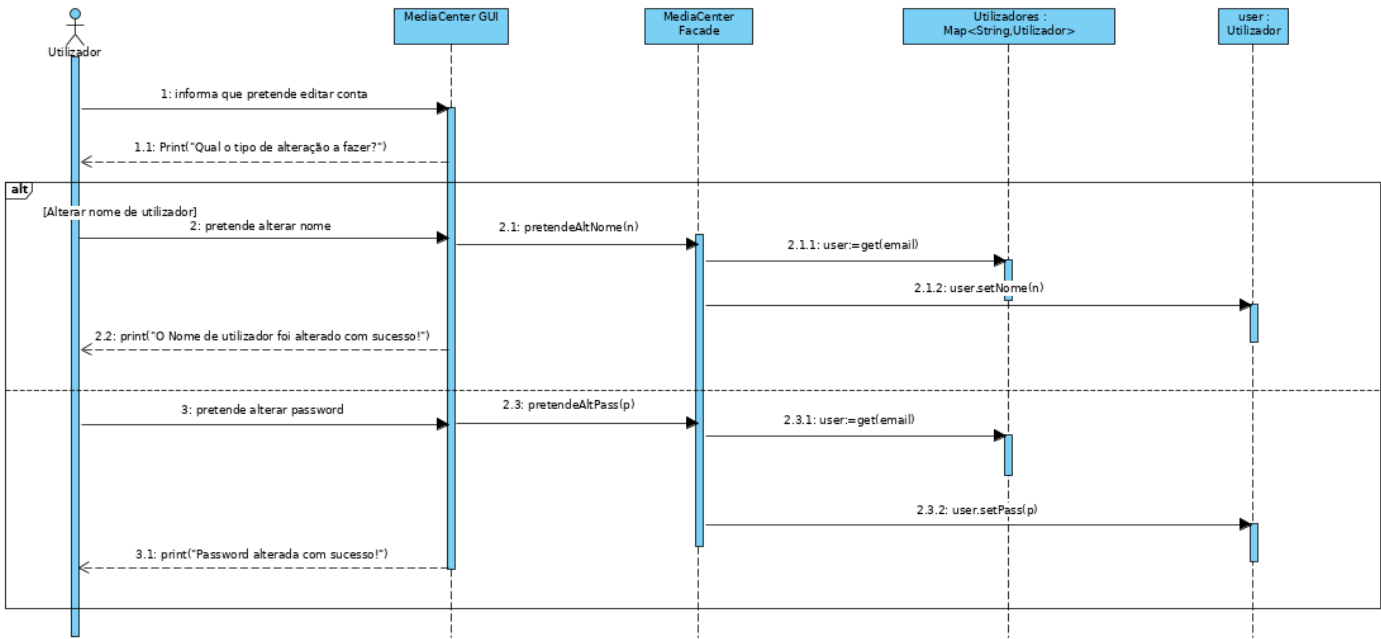 MediaCenter GUI
MediaCenter
Facade
Utilizadores :
Map<String,Utilizador>
user :
Utilizador
Utilizador
1: informa que pretende editar conta
1.1: Print("Qual o tipo de alteração a fazer?")
alt
[Alterar nome de utilizador]
2: pretende alterar nome
2.1: pretendeAltNome(n)
2.1.1: user:=get(email)
2.1.2: user.setNome(n)
2.2: print("O Nome de utilizador foi alterado com sucesso!")
3: pretende alterar password
2.3: pretendeAltPass(p)
2.3.1: user:=get(email)
2.3.2: user.setPass(p)
3.1: print("Password alterada com sucesso!")